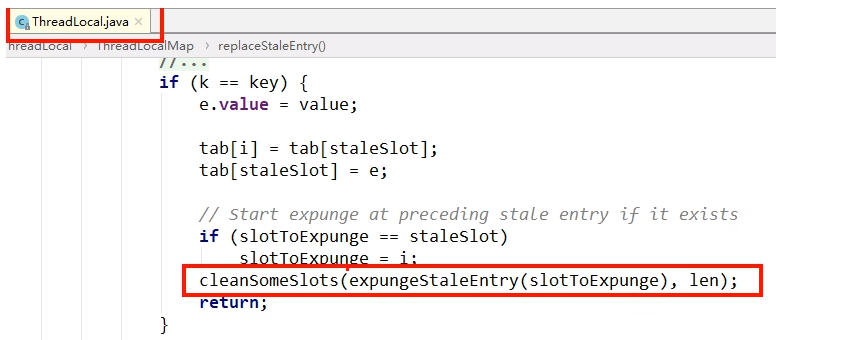 ThreadLocal.java ×
hreadLocal > ThreadLocalMap > replaceStaleEntry()
//...
if (k == key) {
e.value = value;
tab[i] = tab[staleSlot];
tab[staleSlot] = e;
// Start expunge at preceding stale entry if it exists
if (slotToExpunge == staleSlot)
slotToExpunge = i;
cleanSomeSlots(expungeStaleEntry(slotToExpunge), len);
return;
}